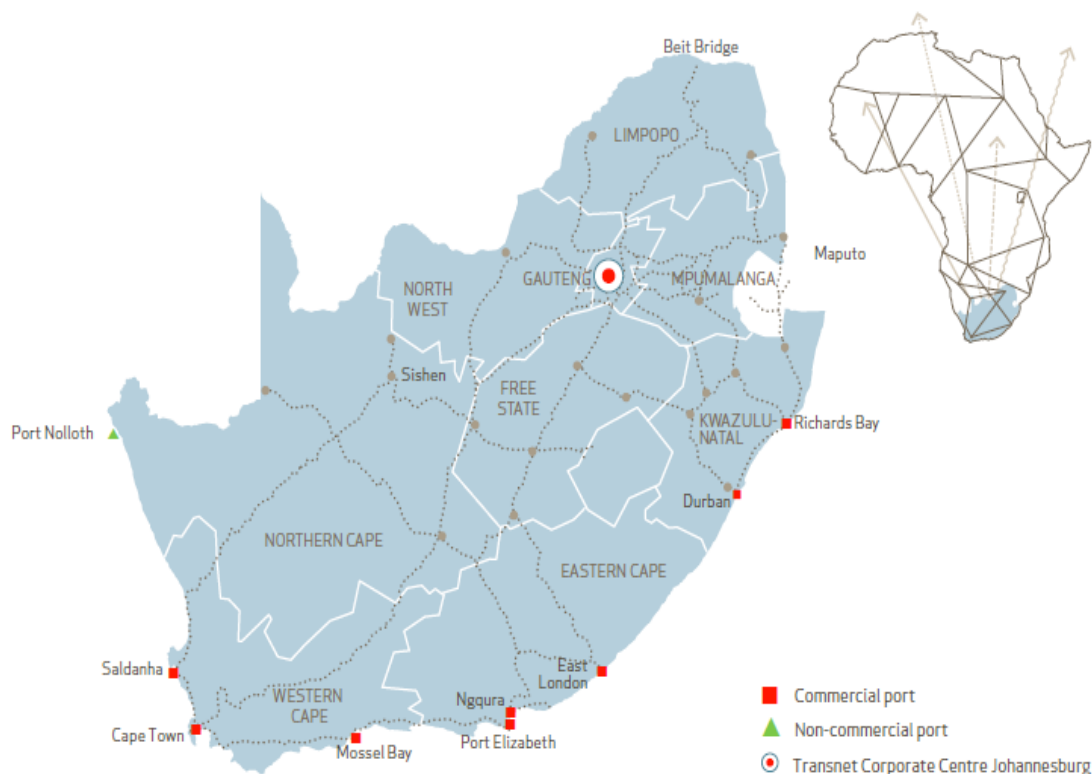 Beit Bridge
LIMPOPO
Maputo
GAUTENG
MPUMALANGA
NORTH
WEST
Sishen
FREE
STATE
KWAZULU-
NATAL
Richards Bay
Port Nolloth
Durban
NORTHERN CAPE
EASTERN CAPE
Saldanha
East
London
WESTERN
CAPE
Ngqura
Cape Town
Mossel Bay
Port Elizabeth
Commercial port
Non-commercial port
Transnet Corporate Centre Johannesburg